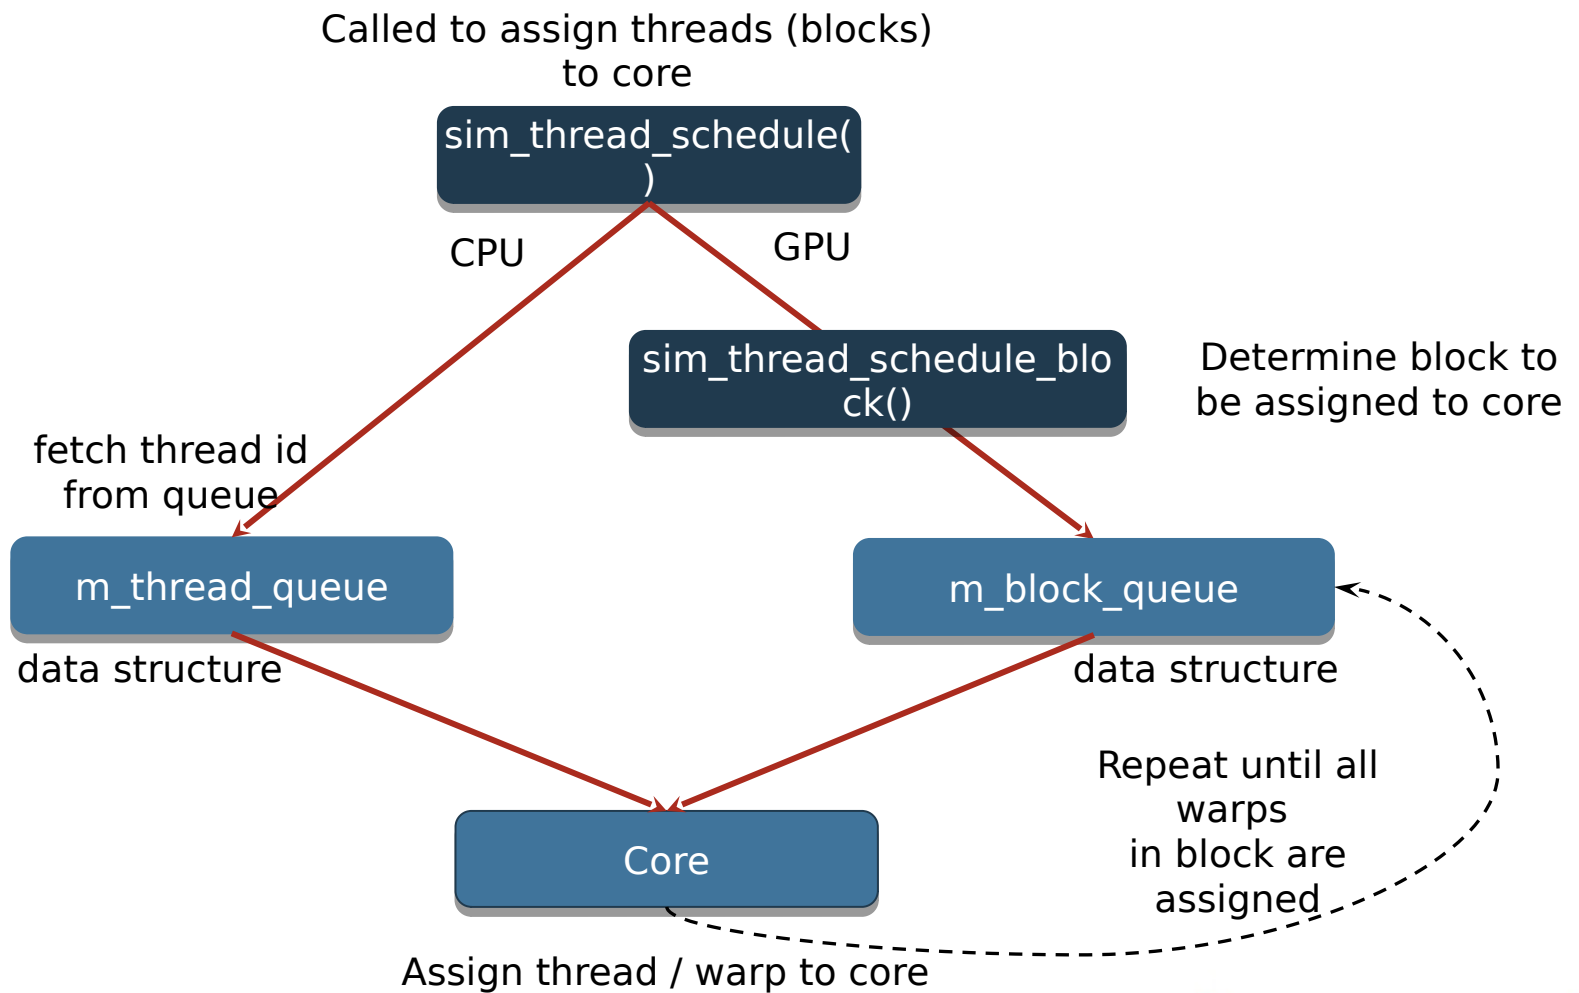 Called to assign threads (blocks)
to core
sim_thread_schedule(
)
CPU
GPU
sim_thread_schedule_blo
ck()
Determine block to
be assigned to core
fetch thread id
from queue
m_thread_queue
m_block_queue
data structure
data structure
Repeat until all
warps
in block are
assigned
Core
Assign thread / warp to core